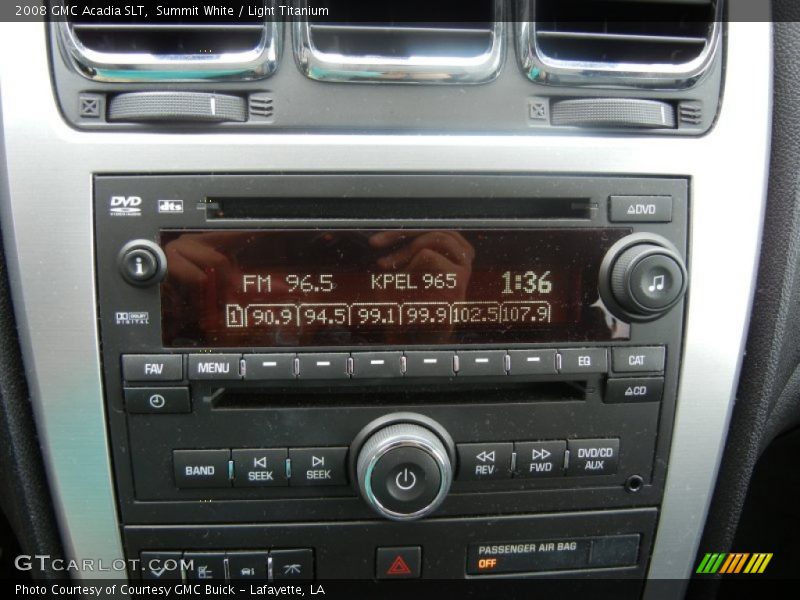 2008 GMC Acadia SLT, Summit White / Light Titanium
DVD VIDEO/AUDIO dts
DVD
i
FM 96.5 KPEL 965 1:36
1 90.9 94.5 99.1 99.9 102.5 107.9
DOLBY DIGITAL
FAV MENU EQ CAT
CD
BAND SEEK SEEK REV FWD DVD/CD AUX
PASSENGER AIR BAG
OFF
GTCARLOT.COM
Photo Courtesy of Courtesy GMC Buick - Lafayette, LA